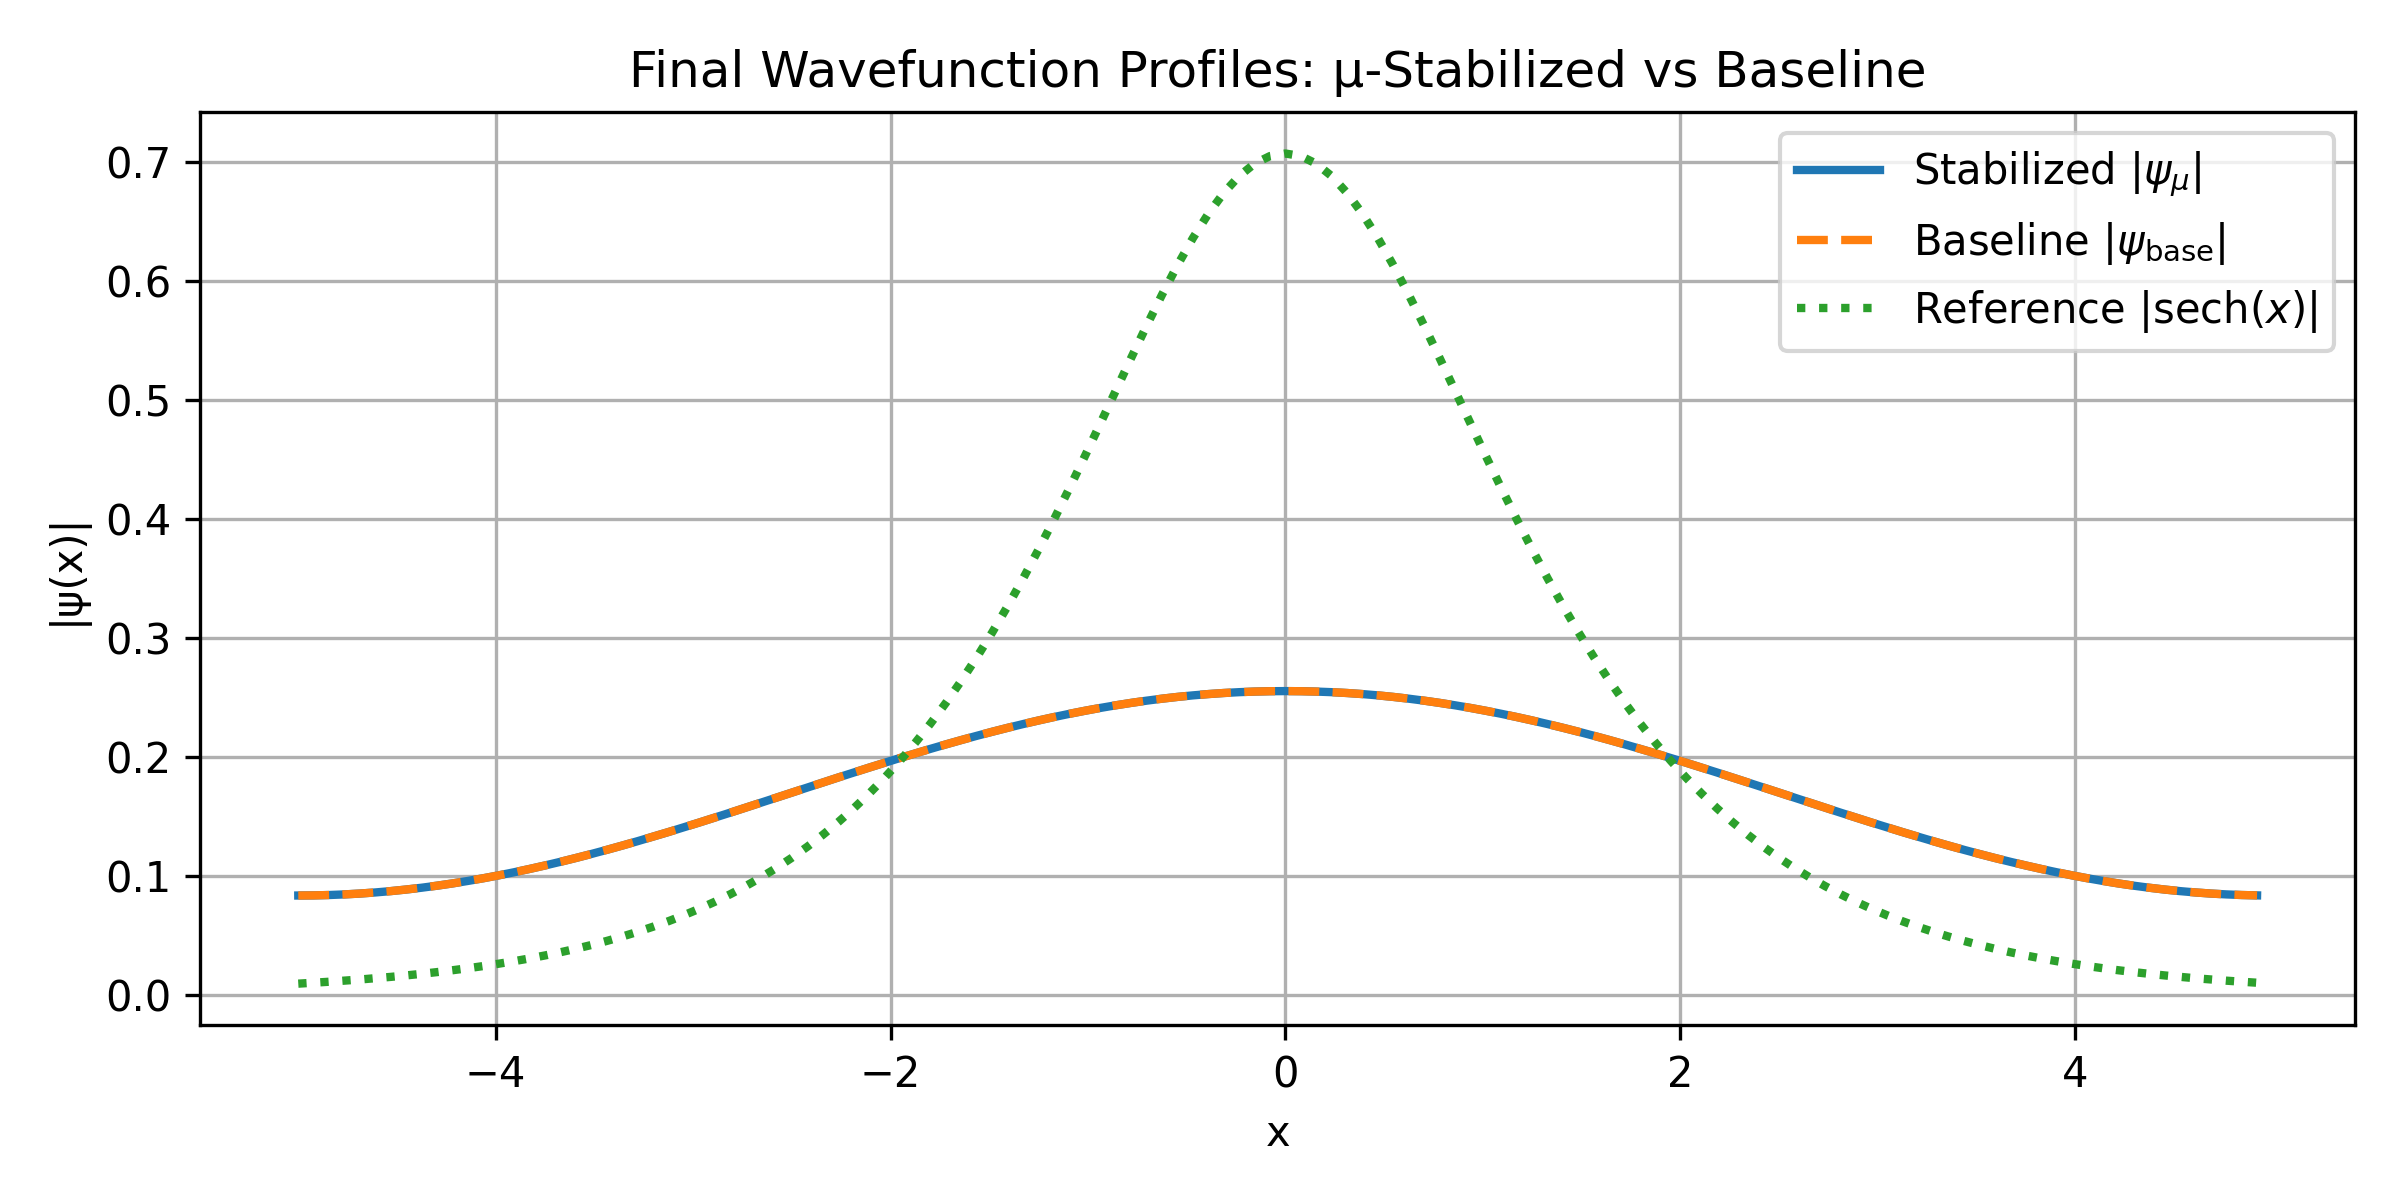 Final Wavefunction Profiles: μ-Stabilized vs Baseline
Stabilized |ψμ|
Baseline |ψbase|
Reference |sech(x)|
|ψ(x)|
0.7
0.6
0.5
0.4
0.3
0.2
0.1
0.0
−4 −2 0 2 4
x